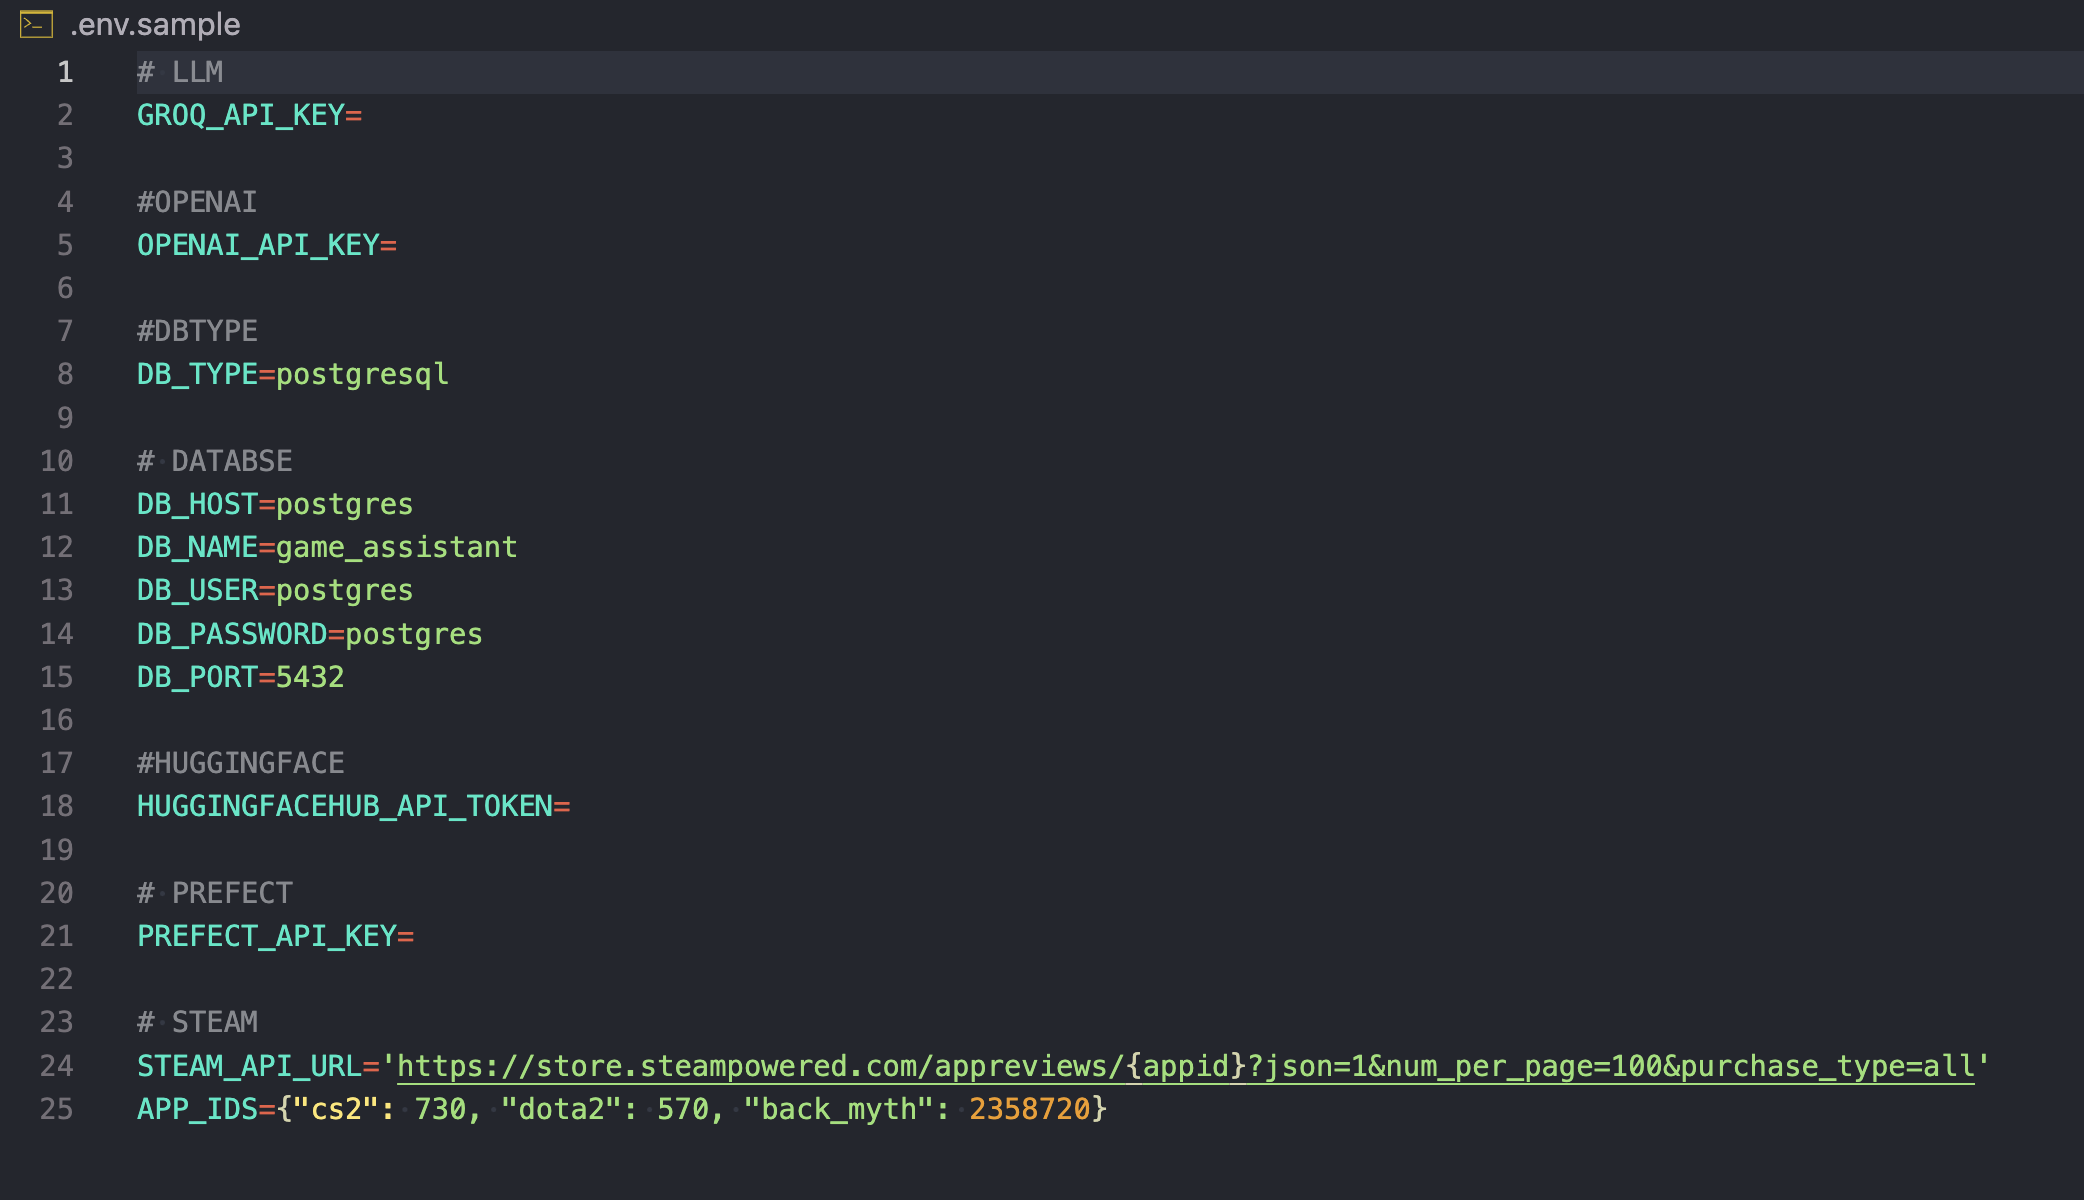 .env.sample
1 # LLM
2 GROQ_API_KEY=
3
4 #OPENAI
5 OPENAI_API_KEY=
6
7 #DBTYPE
8 DB_TYPE=postgresql
9
10 # DATABSE
11 DB_HOST=postgres
12 DB_NAME=game_assistant
13 DB_USER=postgres
14 DB_PASSWORD=postgres
15 DB_PORT=5432
16
17 #HUGGINGFACE
18 HUGGINGFACEHUB_API_TOKEN=
19
20 # PREFECT
21 PREFECT_API_KEY=
22
23 # STEAM
24 STEAM_API_URL='https://store.steampowered.com/appreviews/{appid}?json=1&num_per_page=100&purchase_type=all'
25 APP_IDS={"cs2": 730, "dota2": 570, "back_myth": 2358720}